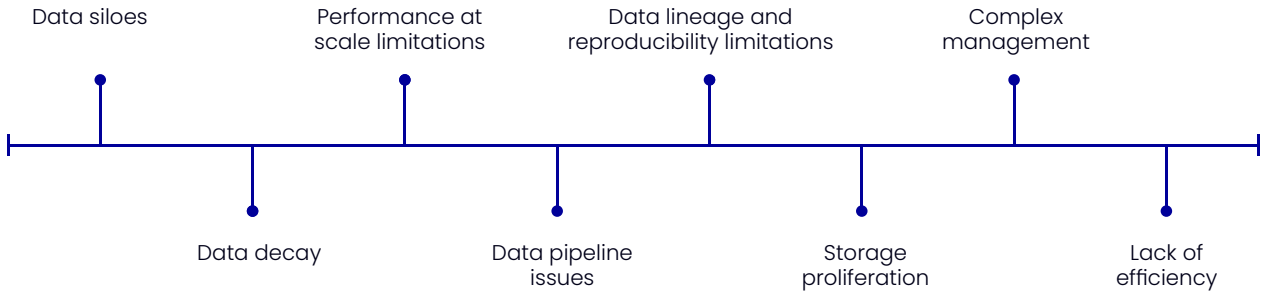 Data siloes
Performance at
scale limitations
Data lineage and
reproducibility limitations
Complex
management
Data decay
Data pipeline
issues
Storage
proliferation
Lack of
efficiency